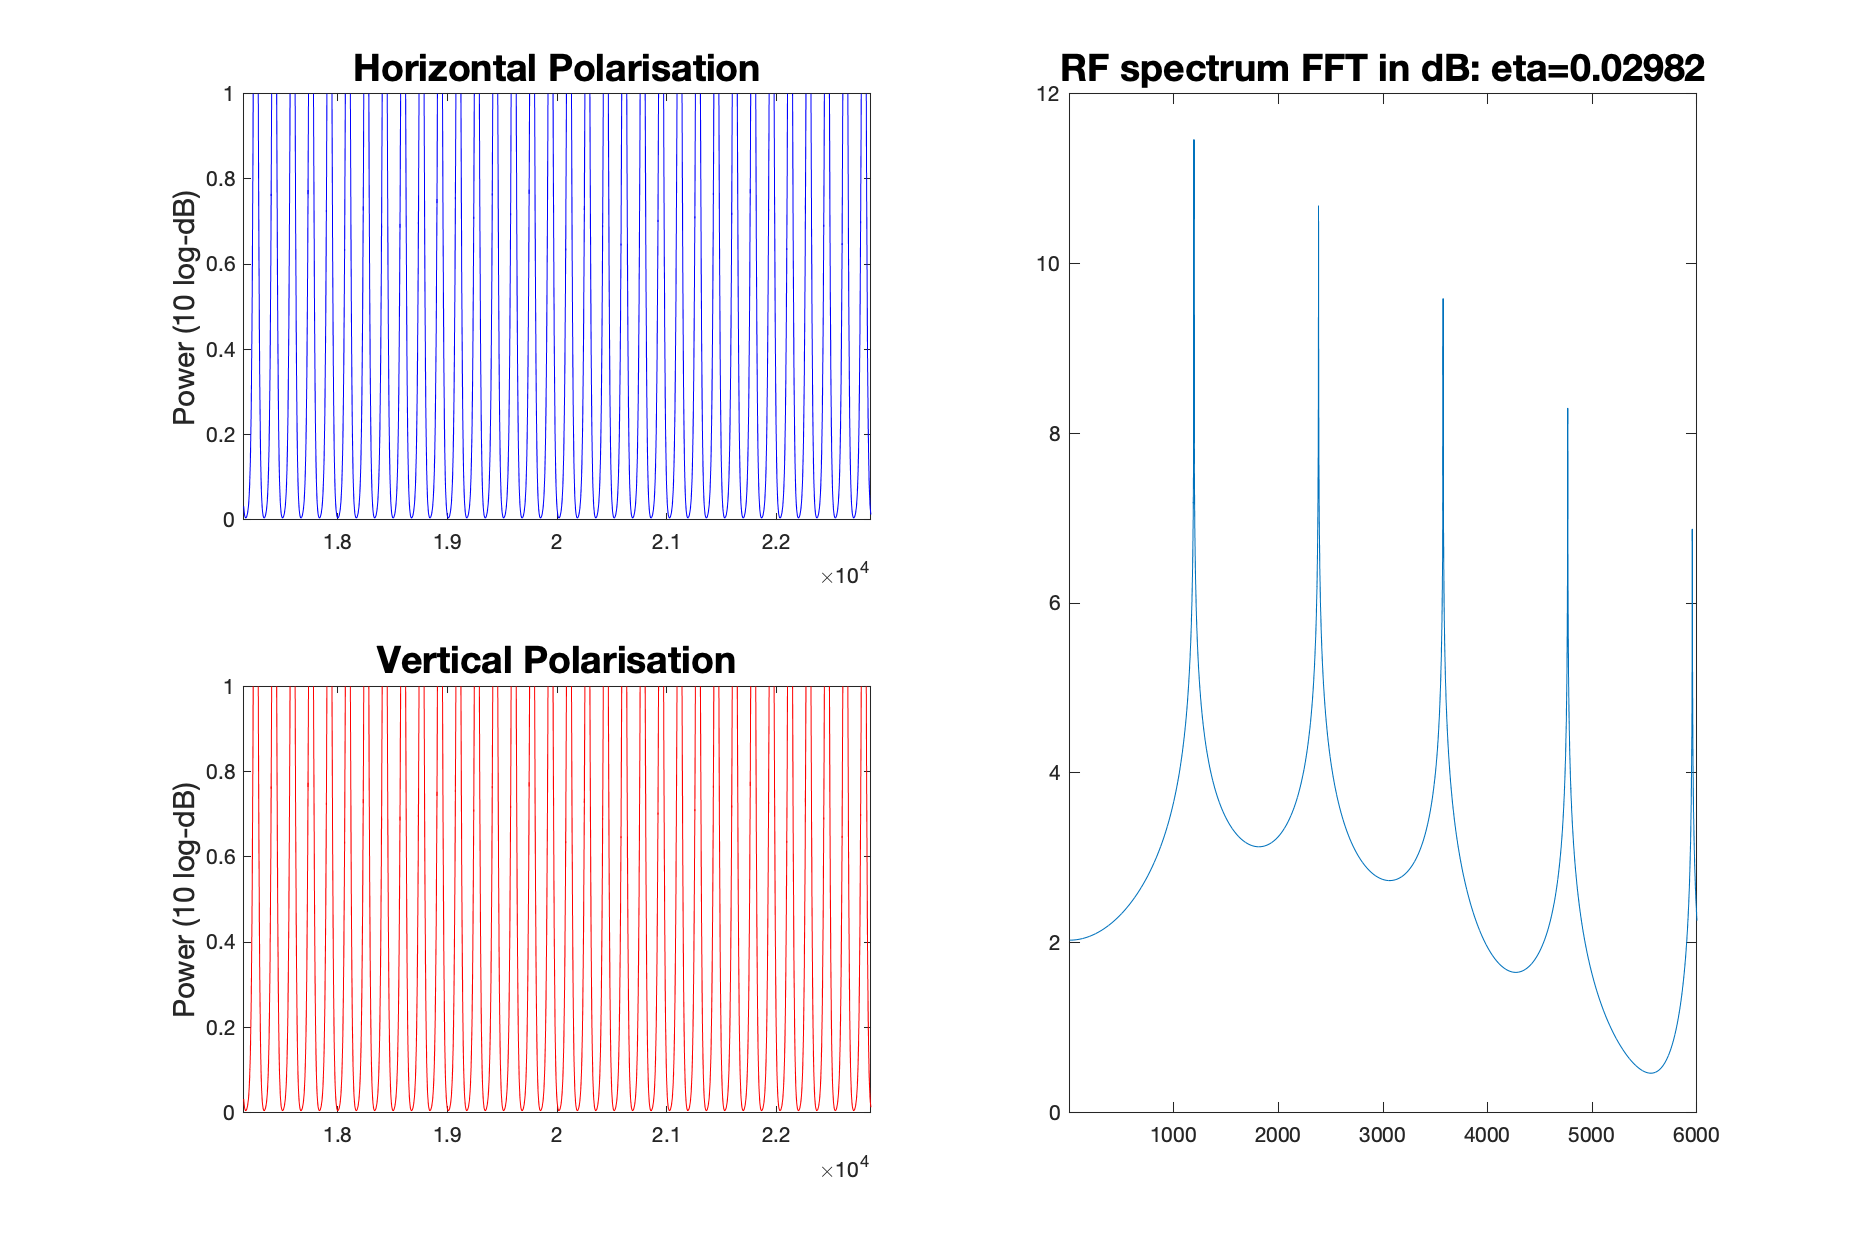 Horizontal Polarisation
Power (10 log-dB)
1
0.8
0.6
0.4
0.2
0
1.8 1.9 2 2.1 2.2
×10^4
Vertical Polarisation
Power (10 log-dB)
1
0.8
0.6
0.4
0.2
0
1.8 1.9 2 2.1 2.2
×10^4
RF spectrum FFT in dB: eta=0.02982
12
10
8
6
4
2
0
1000 2000 3000 4000 5000 6000